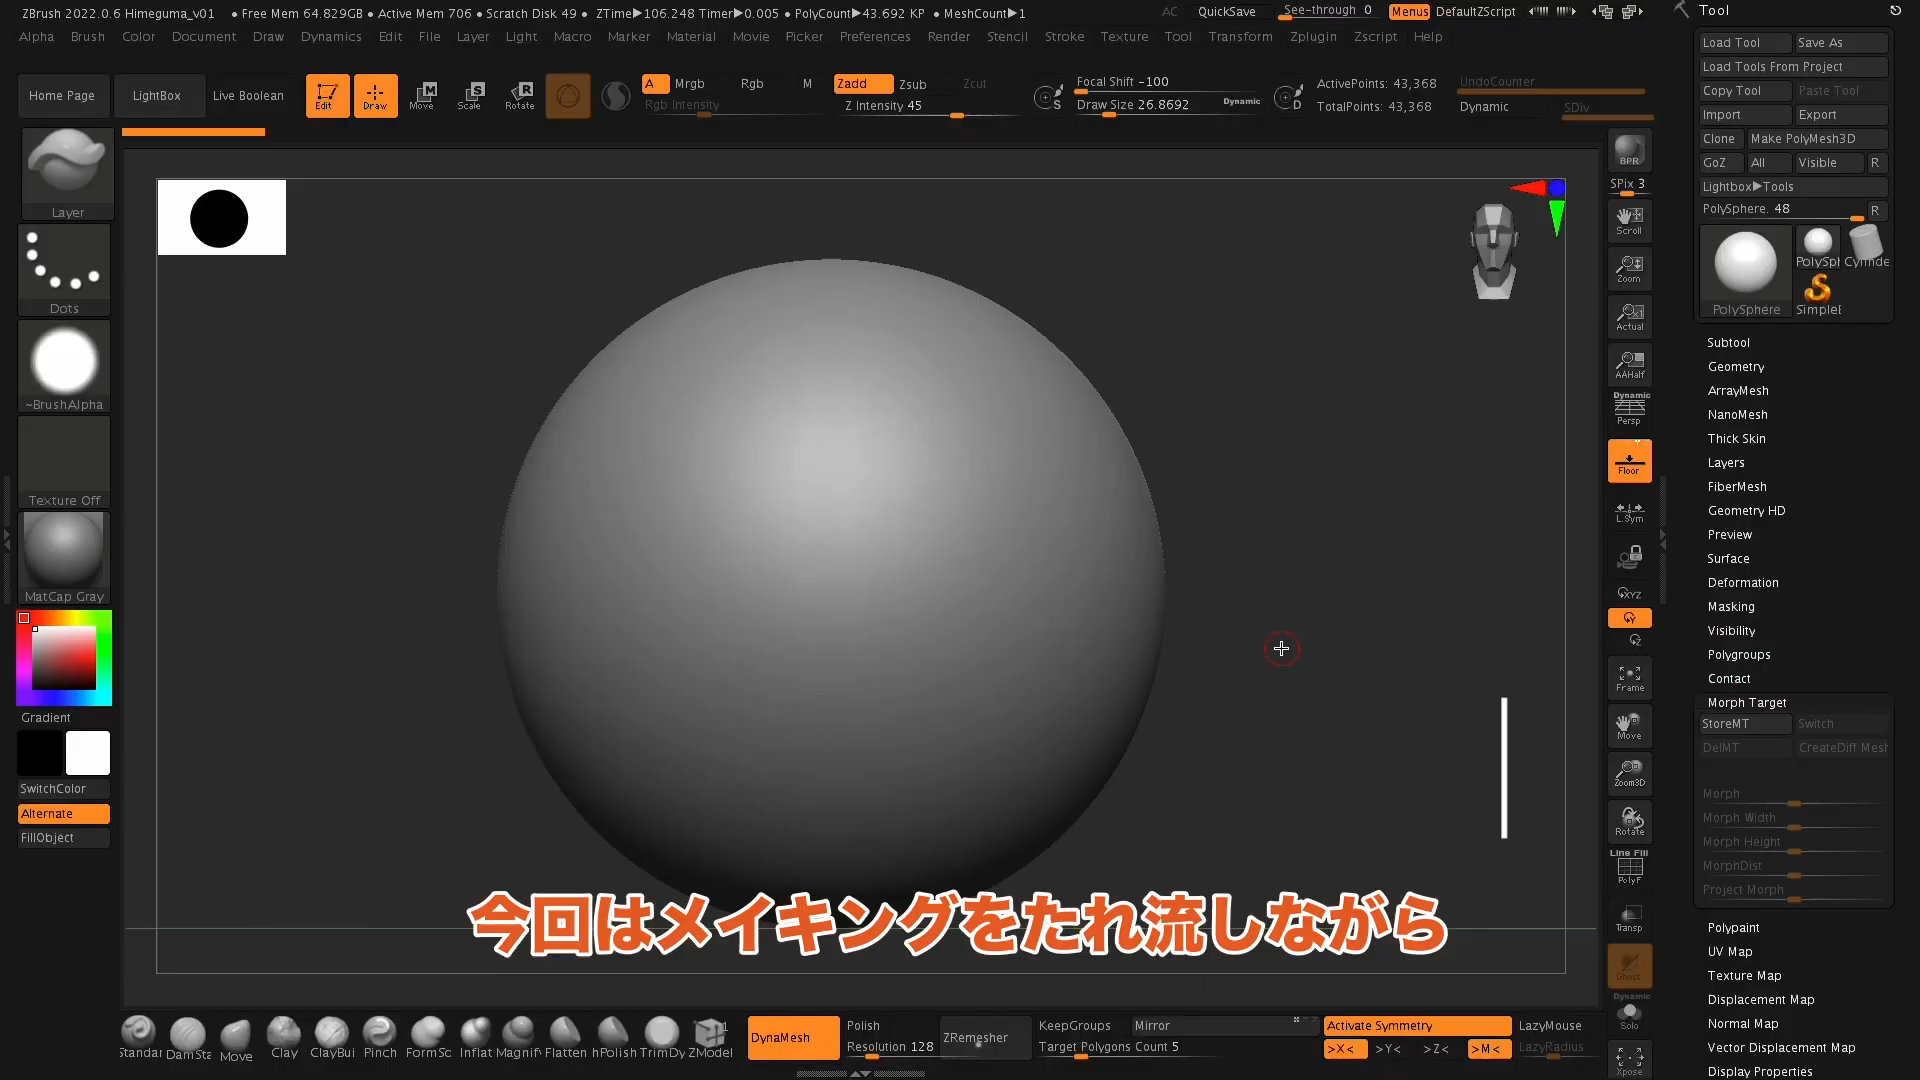 ZBrush 2022.0.6 Himeguma_v01 • Free Mem 64.829GB • Active Mem 706 • Scratch Disk 49 • ZTime▶106.248 Timer▶0.005 • PolyCount▶43.692 KP • MeshCount▶1 AC QuickSave See-through 0 Menus DefaultZScript
Alpha Brush Color Document Draw Dynamics Edit File Layer Light Macro Marker Material Movie Picker Preferences Render Stencil Stroke Texture Tool Transform Zplugin Zscript Help
Home Page LightBox Live Boolean
Edit Draw Move Scale Rotate
A Mrgb Rgb M Zadd Zsub Zcut
Rgb Intensity Z Intensity 45
Focal Shift -100
Draw Size 26.8692 Dynamic
ActivePoints: 43,368 UndoCounter
TotalPoints: 43,368 Dynamic SDiv
Layer
Dots
~BrushAlpha
Texture Off
MatCap Gray
Gradient
SwitchColor
Alternate
FillObject
今回はメイキングをたれ流しながら
BPR
SPix 3
Scroll
Zoom
Actual
AAHalf
Dynamic
Persp
Floor
L.Sym
XYZ
Y
Z
Frame
Move
Zoom3D
Rotate
Line Fill
PolyF
Transp
Ghost
Dynamic
Solo
Xpose
Tool
Load Tool Save As
Load Tools From Project
Copy Tool Paste Tool
Import Export
Clone Make PolyMesh3D
GoZ All Visible R
Lightbox▶Tools
PolySphere. 48 R
PolySphere PolySpl Cylinde
SimpleE
Subtool
Geometry
ArrayMesh
NanoMesh
Thick Skin
Layers
FiberMesh
Geometry HD
Preview
Surface
Deformation
Masking
Visibility
Polygroups
Contact
Morph Target
StoreMT Switch
DelMT CreateDiff Mesh
Morph
Morph Width
Morph Height
MorphDist
Project Morph
Polypaint
UV Map
Texture Map
Displacement Map
Normal Map
Vector Displacement Map
Display Properties
Standar DamSta Move Clay ClayBui Pinch FormSc Inflat Magnify Flatten hPolish TrimDy ZModel
DynaMesh Polish
Resolution 128
ZRemesher KeepGroups
Target Polygons Count 5
Mirror
Activate Symmetry LazyMouse
>X< >Y< >Z< >M< LazyRadius